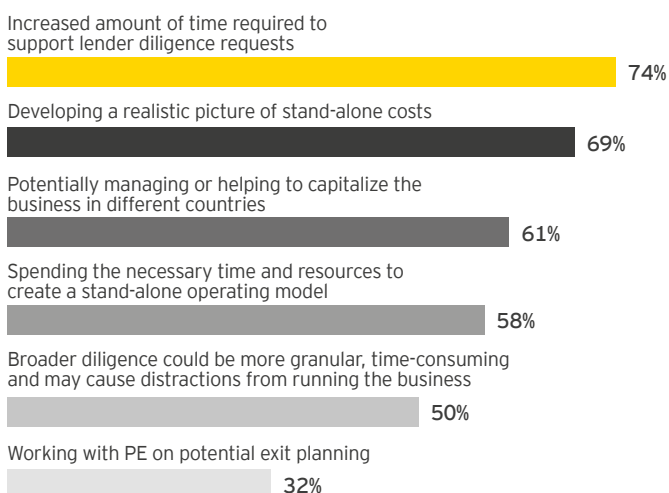 Increased amount of time required to
support lender diligence requests
74%
Developing a realistic picture of stand-alone costs
69%
Potentially managing or helping to capitalize the
business in different countries
61%
Spending the necessary time and resources to
create a stand-alone operating model
58%
Broader diligence could be more granular, time-consuming
and may cause distractions from running the business
50%
Working with PE on potential exit planning
32%